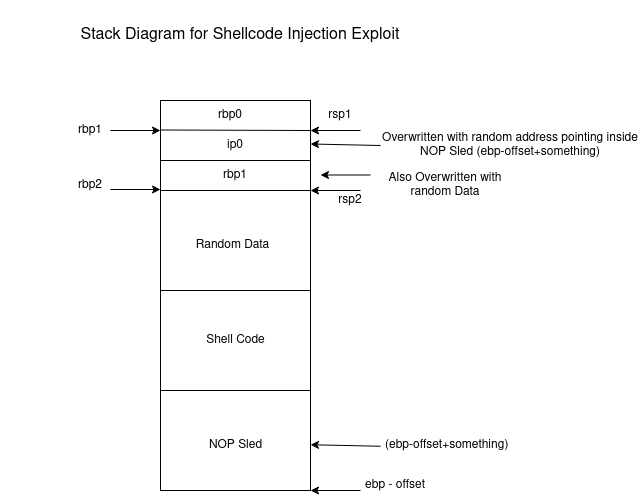 Stack Diagram for Shellcode Injection Exploit
rbp0
rsp1
rbp1
Overwritten with random address pointing inside
NOP Sled (ebp-offset+something)
ip0
rbp1
Also Overwritten with
random Data
rbp2
rsp2
Random Data
Shell Code
NOP Sled
(ebp-offset+something)
ebp - offset